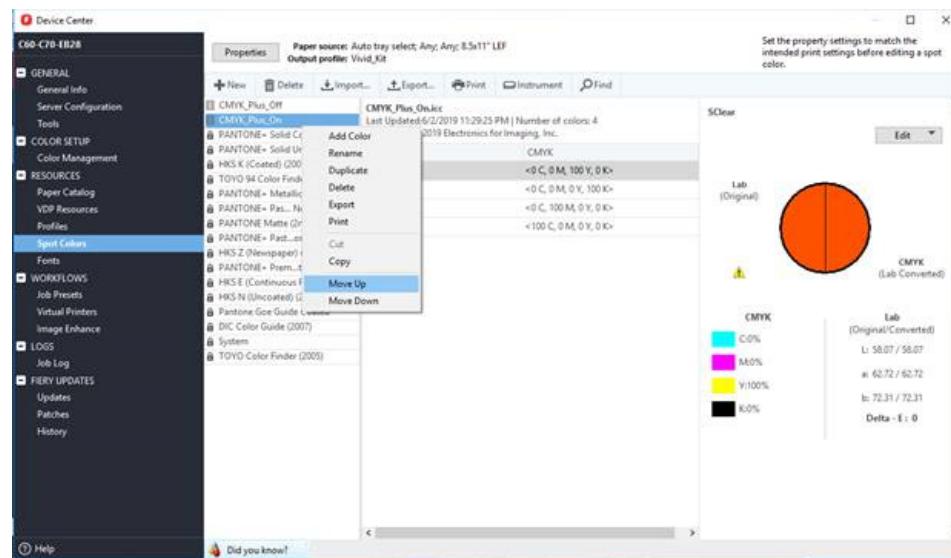 Device Center
C60-C70-EB28
GENERAL
General Info
Server Configuration
Tools
COLOR SETUP
Color Management
RESOURCES
Paper Catalog
VDP Resources
Profiles
Spot Colors
Fonts
WORKFLOWS
Job Presets
Virtual Printers
Image Enhance
LOGS
Job Log
FIERY UPDATES
Updates
Patches
History
Help
Properties
Paper source: Auto tray select; Any; Any; 8.5x11" LEF
Output profile: Vivid_Kit
Set the property settings to match the
intended print settings before editing a spot
color.
New Delete Import... Export... Print Instrument Find
CMYK_Plus_Off
CMYK_Plus_On
PANTONE+ Solid Co
PANTONE+ Solid Un
HKS K (Coated) (200
TOYO 94 Color Finde
PANTONE+ Metallic
PANTONE+ Pas... Ne
PANTONE Matte (2n
PANTONE+ Past...
HKS Z (Newspaper)
PANTONE+ Prem...t
HKS E (Continuous F
HKS N (Uncoated) (2
Pantone Goe Guide Coated
DIC Color Guide (2007)
System
TOYO Color Finder (2005)
Add Color
Rename
Duplicate
Delete
Export
Print
Cut
Copy
Move Up
Move Down
CMYK_Plus_On.icc
Last Updated:6/2/2019 11:29:25 PM | Number of colors: 4
2019 Electronics for Imaging, Inc.
CMYK
<0 C, 0 M, 100 Y, 0 K>
<0 C, 0 M, 0 Y, 100 K>
<0 C, 100 M, 0 Y, 0 K>
<100 C, 0 M, 0 Y, 0 K>
SClear
Edit
Lab
(Original)
CMYK
(Lab Converted)
CMYK
C:0%
M:0%
Y:100%
K:0%
Lab
(Original/Converted)
L: 58.07 / 58.07
a: 62.72 / 62.72
b: 72.31 / 72.31
Delta - E : 0
Did you know?